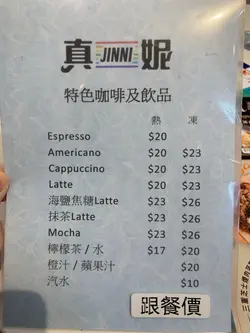 真 JINNI 妮
特色咖啡及飲品
熱 凍
Espresso $20
Americano $20 $23
Cappuccino $20 $23
Latte $20 $23
海鹽焦糖Latte $23 $26
抹茶Latte $23 $26
Mocha $23 $26
檸檬茶 / 水 $17 $20
橙汁 / 蘋果汁 $20
汽水 $10
跟餐價